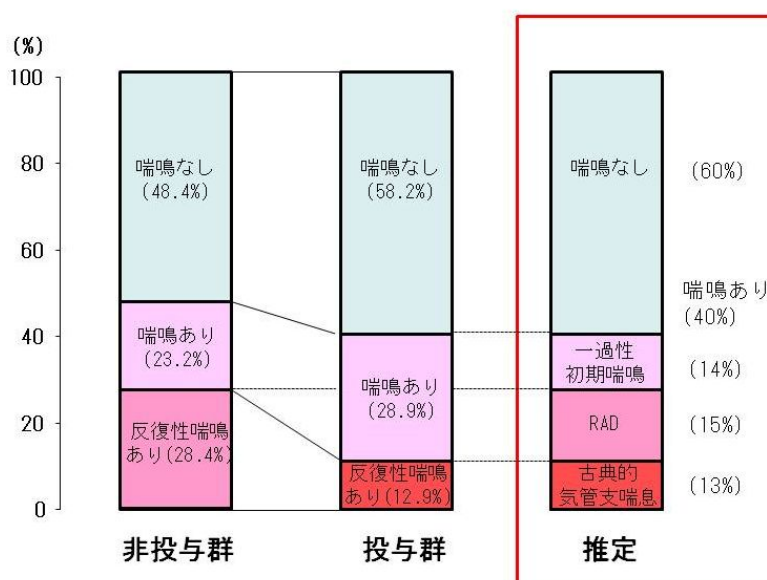 (%)
100
80
60
40
20
0
喘鳴なし
(48.4%)
喘鳴あり
(23.2%)
反復性喘鳴
あり(28.4%)
非投与群
喘鳴なし
(58.2%)
喘鳴あり
(28.9%)
反復性喘鳴
あり(12.9%)
投与群
喘鳴なし
(60%)
喘鳴あり
(40%)
一過性
初期喘鳴
(14%)
RAD
(15%)
古典的
気管支喘息
(13%)
推定